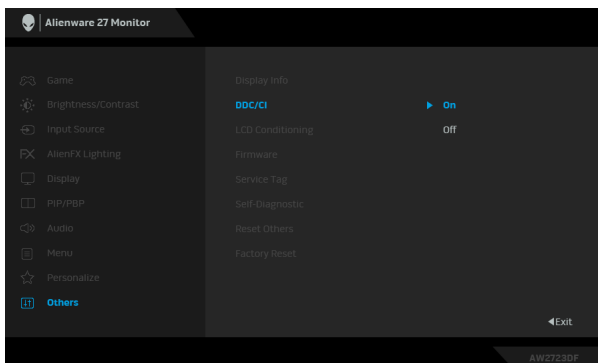 Alienware 27 Monitor
Game
Display Info
Brightness/Contrast
DDC/CI
On
Input Source
LCD Conditioning
Off
AlienFX Lighting
Firmware
Display
Service Tag
PIP/PBP
Self-Diagnostic
Audio
Reset Others
Menu
Factory Reset
Personalize
Others
Exit
AW2723DF